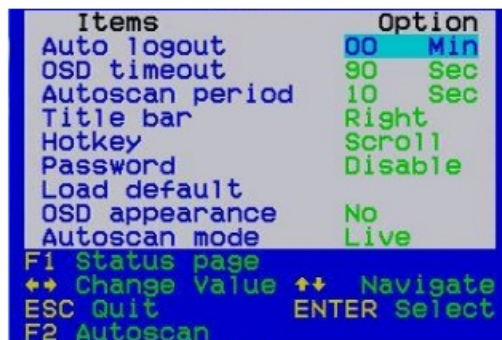 Items Option
Auto logout 00 Min
OSD timeout 90 Sec
Autoscan period 10 Sec
Title bar Right
Hotkey Scroll
Password Disable
Load default
OSD appearance No
Autoscan mode Live
F1 Status page
↔ Change Value ↕ Navigate
ESC Quit ENTER Select
F2 Autoscan